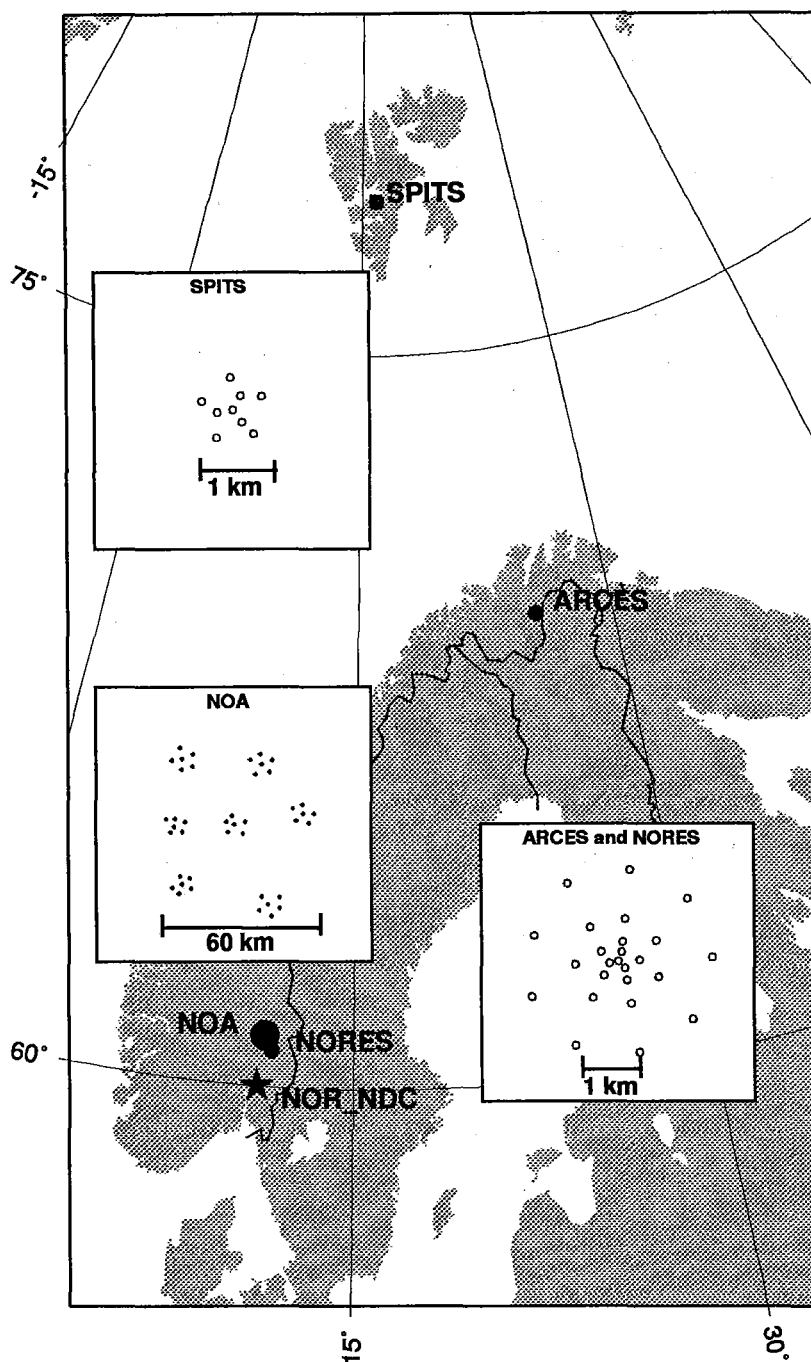 -15°
SPITS
75°
SPITS
1 km
ARCES
NOA
60 km
ARCES and NORES
1 km
NOA
NORES
60°
NOR_NDC
15°
30°